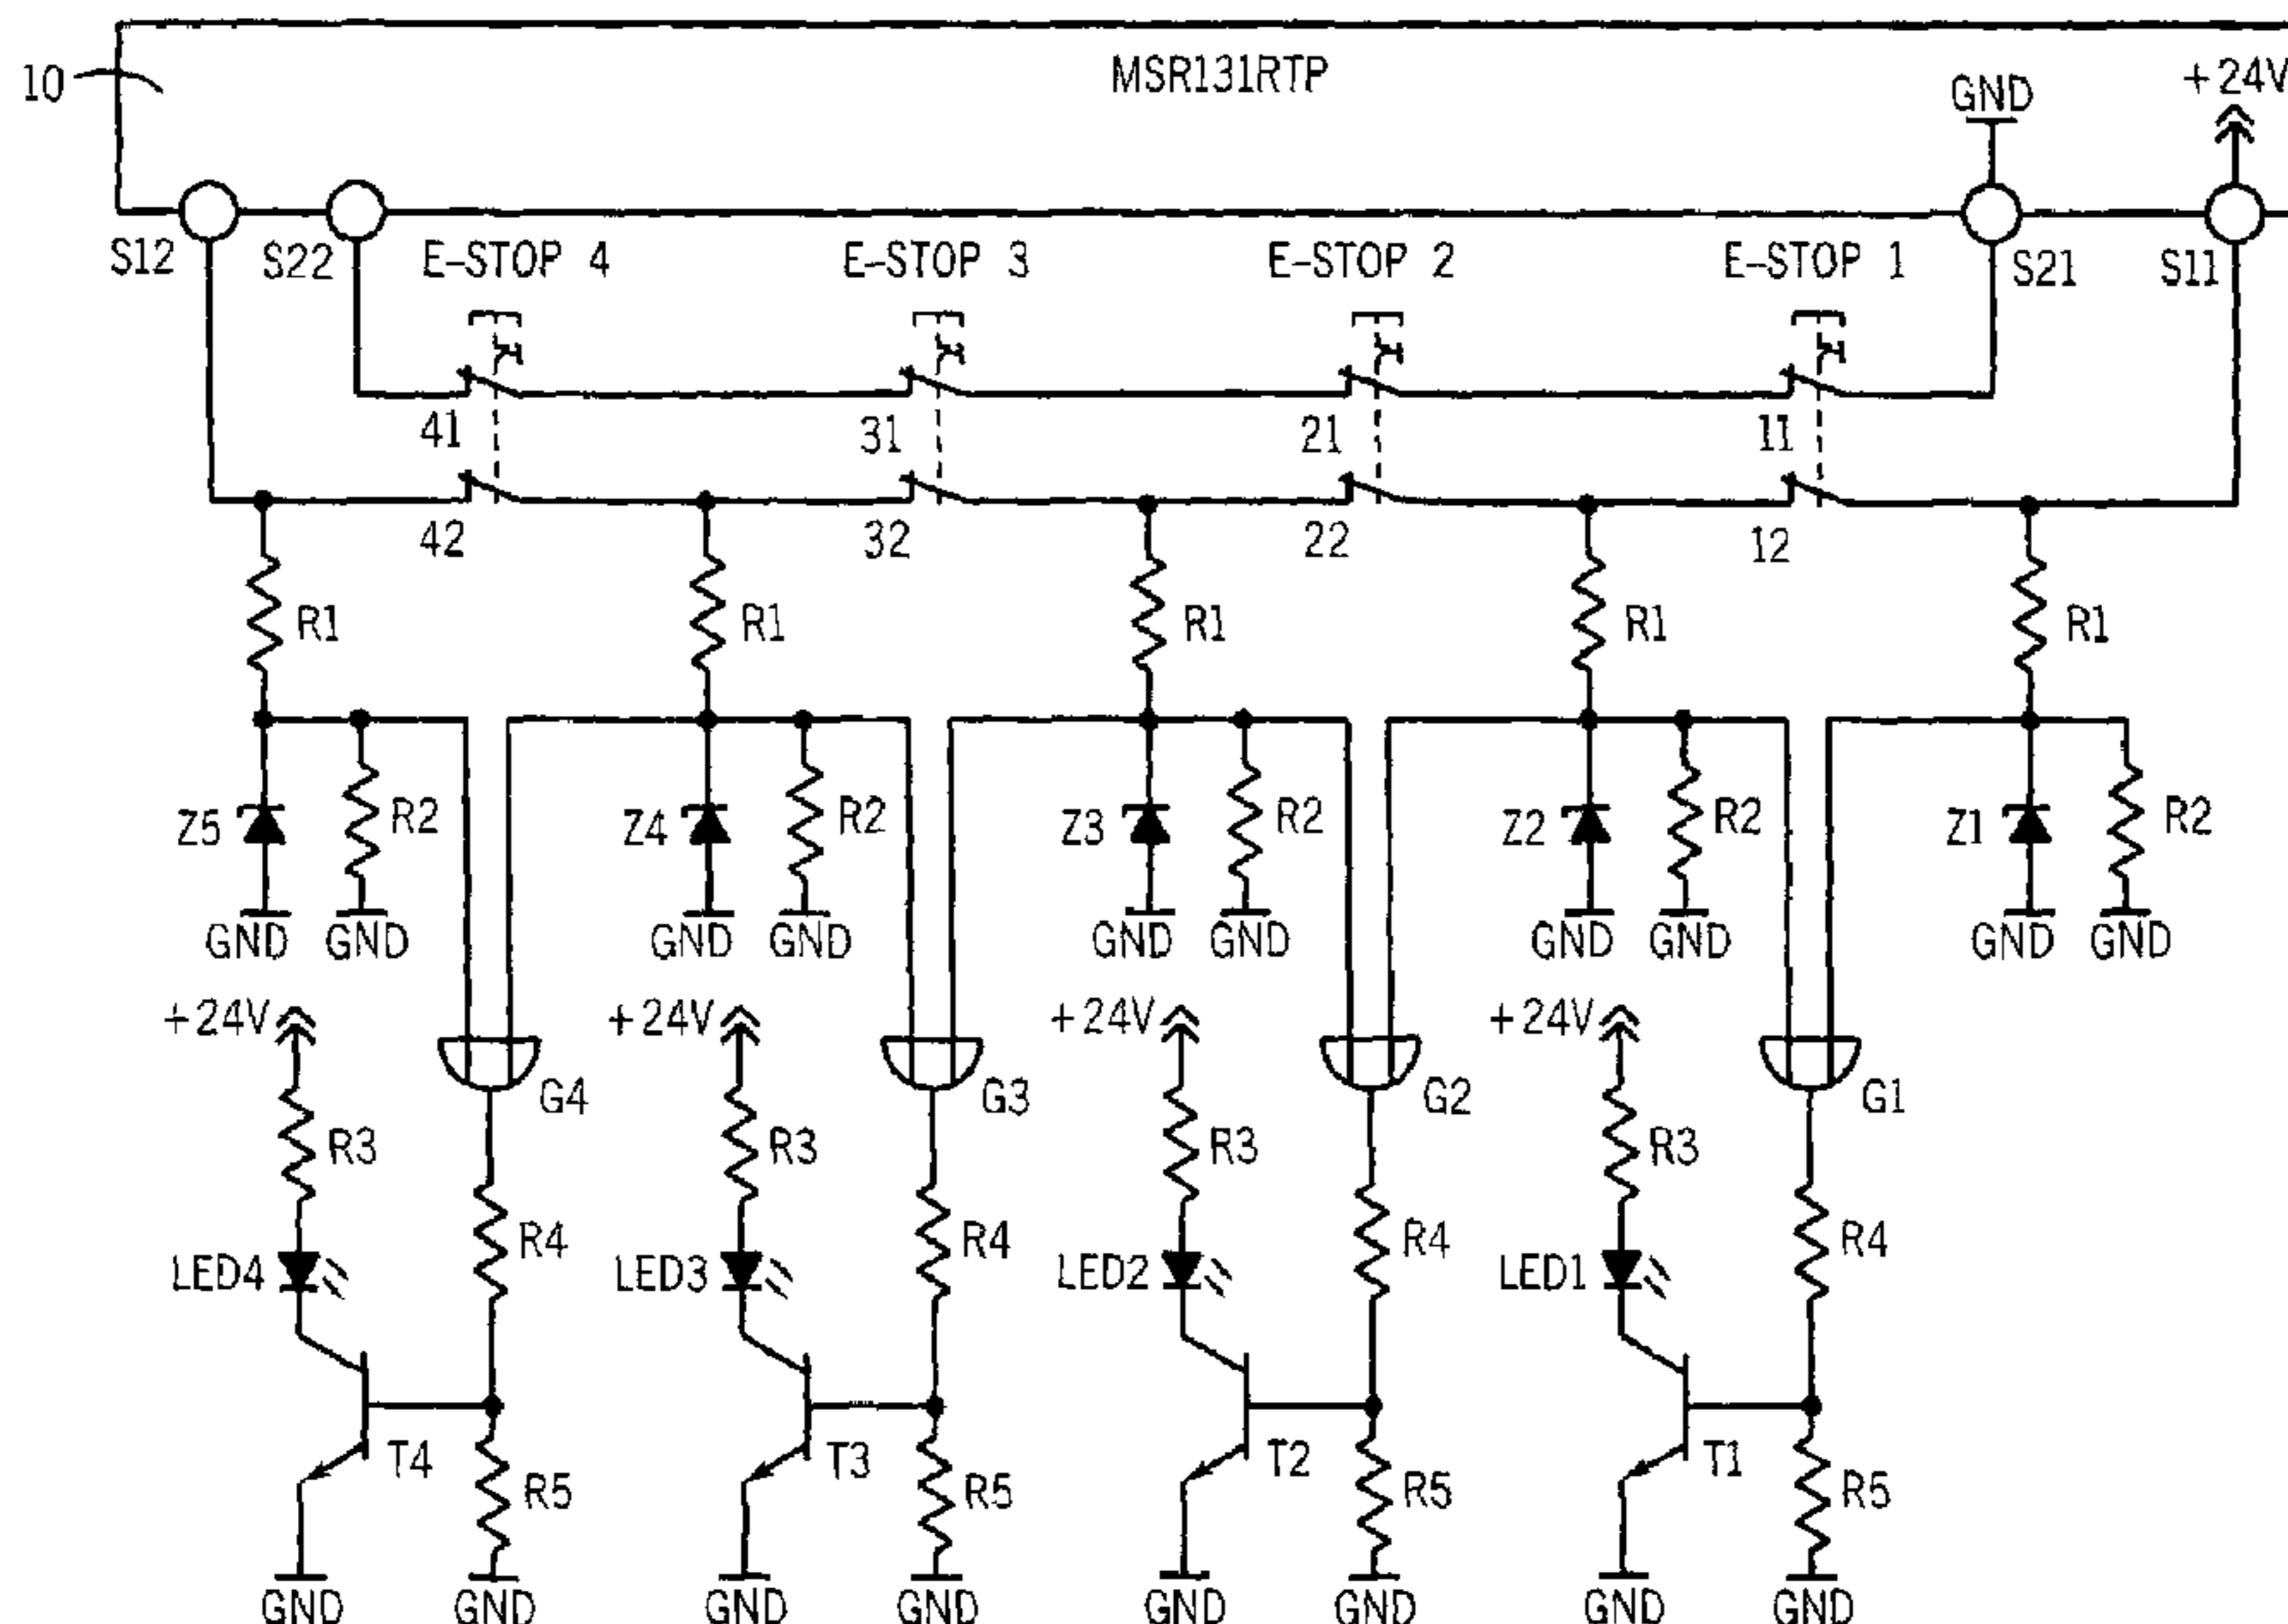 10
MSR131RTP
GND
+24V
S12
S22
E-STOP 4
E-STOP 3
E-STOP 2
E-STOP 1
S21
S11
41
31
21
11
42
32
22
12
R1
R1
R1
R1
R1
Z5
R2
Z4
R2
Z3
R2
Z2
R2
Z1
R2
GND
GND
GND
GND
GND
GND
GND
GND
GND
GND
+24V
+24V
+24V
+24V
G4
G3
G2
G1
R3
R3
R3
R3
R4
R4
R4
R4
LED4
LED3
LED2
LED1
T4
T3
T2
T1
R5
R5
R5
R5
GND
GND
GND
GND
GND
GND
GND
GND